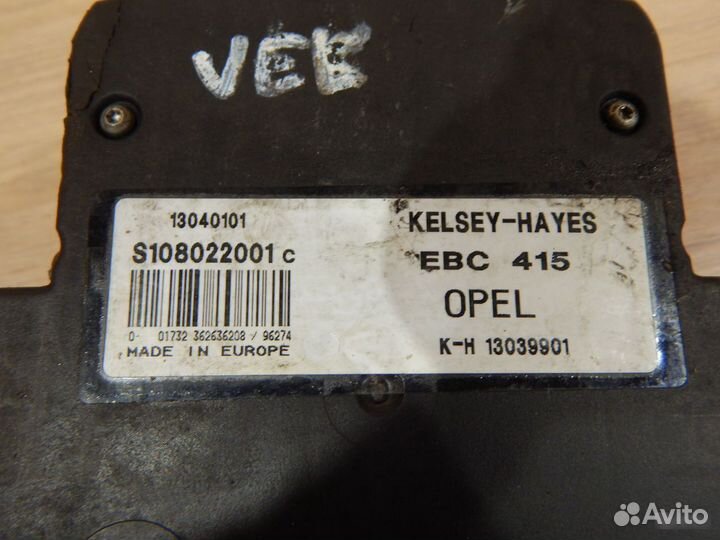 VEB
13040101
S108022001 C
0- 01732 362636208 / 96274
MADE IN EUROPE
KELSEY-HAYES
EBC 415
OPEL
K-H 13039901
Avito